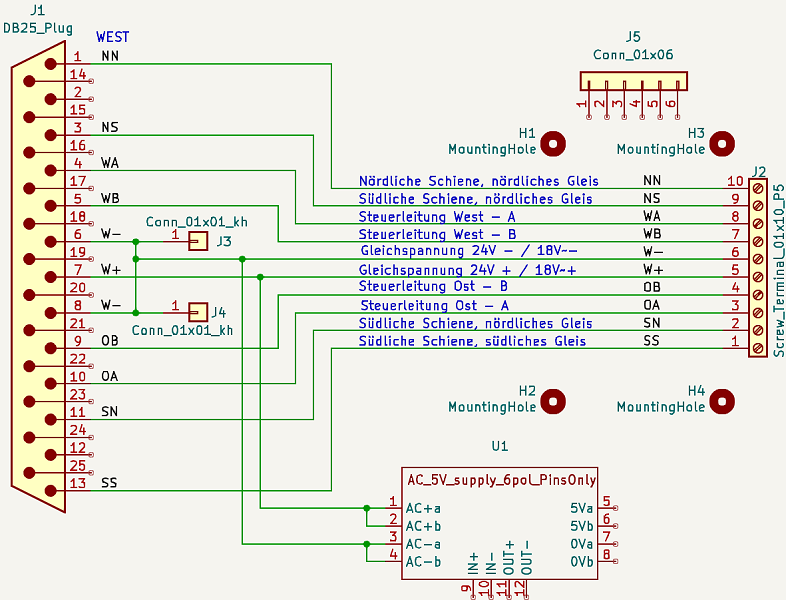 J1
DB25_Plug
WEST
1 NN
14
2
15
3 NS
16
4 WA
17
5 WB
18
6 W-
19
7 W+
20
8 W-
21
9 OB
22
10 OA
23
11 SN
24
12
25
13 SS
Conn_01x01_kh
1 J3
1 J4
Conn_01x01_kh
J5
Conn_01x06
1 2 3 4 5 6
H1
MountingHole
H3
MountingHole
J2
Screw_Terminal_01x10_P5
Nördliche Schiene, nördliches Gleis NN 10
Südliche Schiene, nördliches Gleis NS 9
Steuerleitung West - A WA 8
Steuerleitung West - B WB 7
Gleichspannung 24V - / 18V~- W- 6
Gleichspannung 24V + / 18V~+ W+ 5
Steuerleitung Ost - B OB 4
Steuerleitung Ost - A OA 3
Südliche Schiene, nördliches Gleis SN 2
Südliche Schiene, südliches Gleis SS 1
H2
MountingHole
H4
MountingHole
U1
AC_5V_supply_6pol_PinsOnly
1 AC+a 5Va 5
2 AC+b 5Vb 6
3 AC-a 0Va 7
4 AC-b 0Vb 8
IN+ IN- OUT+ OUT-
9 10 11 12